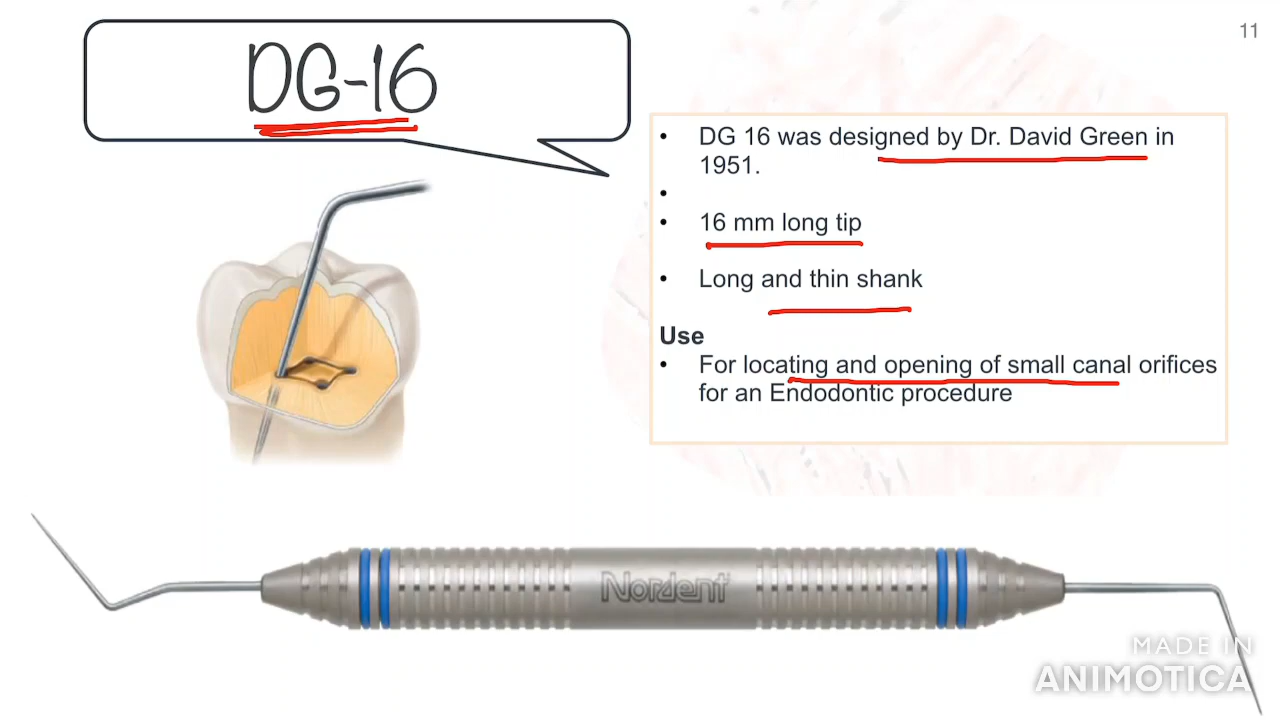 11
DG-16
• DG 16 was designed by Dr. David Green in
1951.
•
• 16 mm long tip
• Long and thin shank
Use
• For locating and opening of small canal orifices
for an Endodontic procedure
Nordent
MADE IN
ANIMOTICA